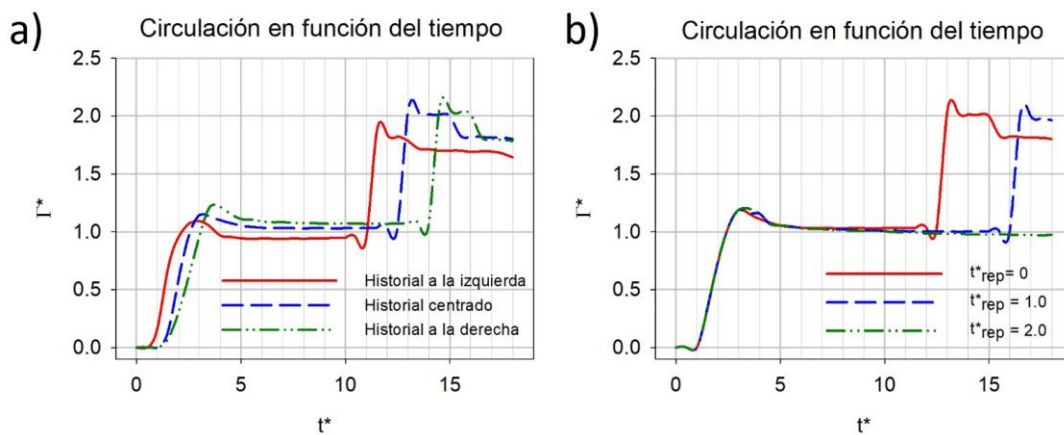 a)
Circulación en función del tiempo
2.5
2.0
1.5
1.0
0.5
0.0
Γ*
0 5 10 15
t*
Historial a la izquierda
Historial centrado
Historial a la derecha
b)
Circulación en función del tiempo
2.5
2.0
1.5
1.0
0.5
0.0
Γ*
0 5 10 15
t*
t*rep= 0
t*rep = 1.0
t*rep = 2.0